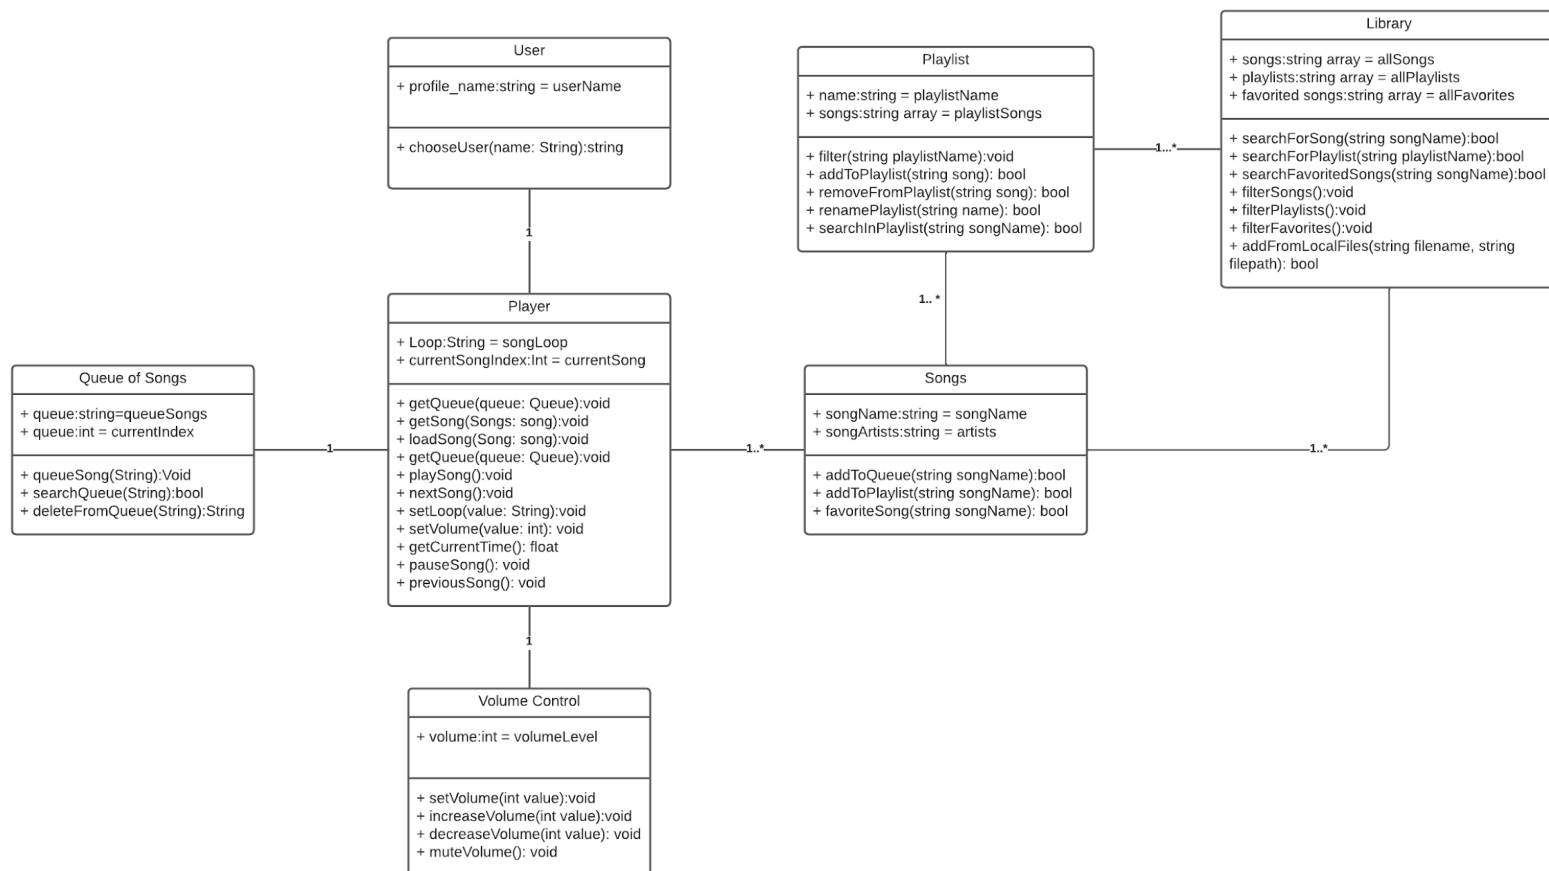 User
+ profile_name:string = userName
+ chooseUser(name: String):string
1
Player
+ Loop:String = songLoop
+ currentSongIndex:Int = currentSong
+ getQueue(queue: Queue):void
+ getSong(Songs: song):void
+ loadSong(Song: song):void
+ getQueue(queue: Queue):void
+ playSong():void
+ nextSong():void
+ setLoop(value: String):void
+ setVolume(value: int): void
+ getCurrentTime(): float
+ pauseSong(): void
+ previousSong(): void
Queue of Songs
+ queue:string=queueSongs
+ queue:int = currentIndex
+ queueSong(String):Void
+ searchQueue(String):bool
+ deleteFromQueue(String):String
1
1
Volume Control
+ volume:int = volumeLevel
+ setVolume(int value):void
+ increaseVolume(int value):void
+ decreaseVolume(int value): void
+ muteVolume(): void
Playlist
+ name:string = playlistName
+ songs:string array = playlistSongs
+ filter(string playlistName):void
+ addToPlaylist(string song): bool
+ removeFromPlaylist(string song): bool
+ renamePlaylist(string name): bool
+ searchInPlaylist(string songName): bool
1...*
Library
+ songs:string array = allSongs
+ playlists:string array = allPlaylists
+ favorited songs:string array = allFavorites
+ searchForSong(string songName):bool
+ searchForPlaylist(string playlistName):bool
+ searchFavoritedSongs(string songName):bool
+ filterSongs():void
+ filterPlaylists():void
+ filterFavorites():void
+ addFromLocalFiles(string filename, string
filepath): bool
1.. *
Songs
+ songName:string = songName
+ songArtists:string = artists
+ addToQueue(string songName):bool
+ addToPlaylist(string songName): bool
+ favoriteSong(string songName): bool
1..*
1..*